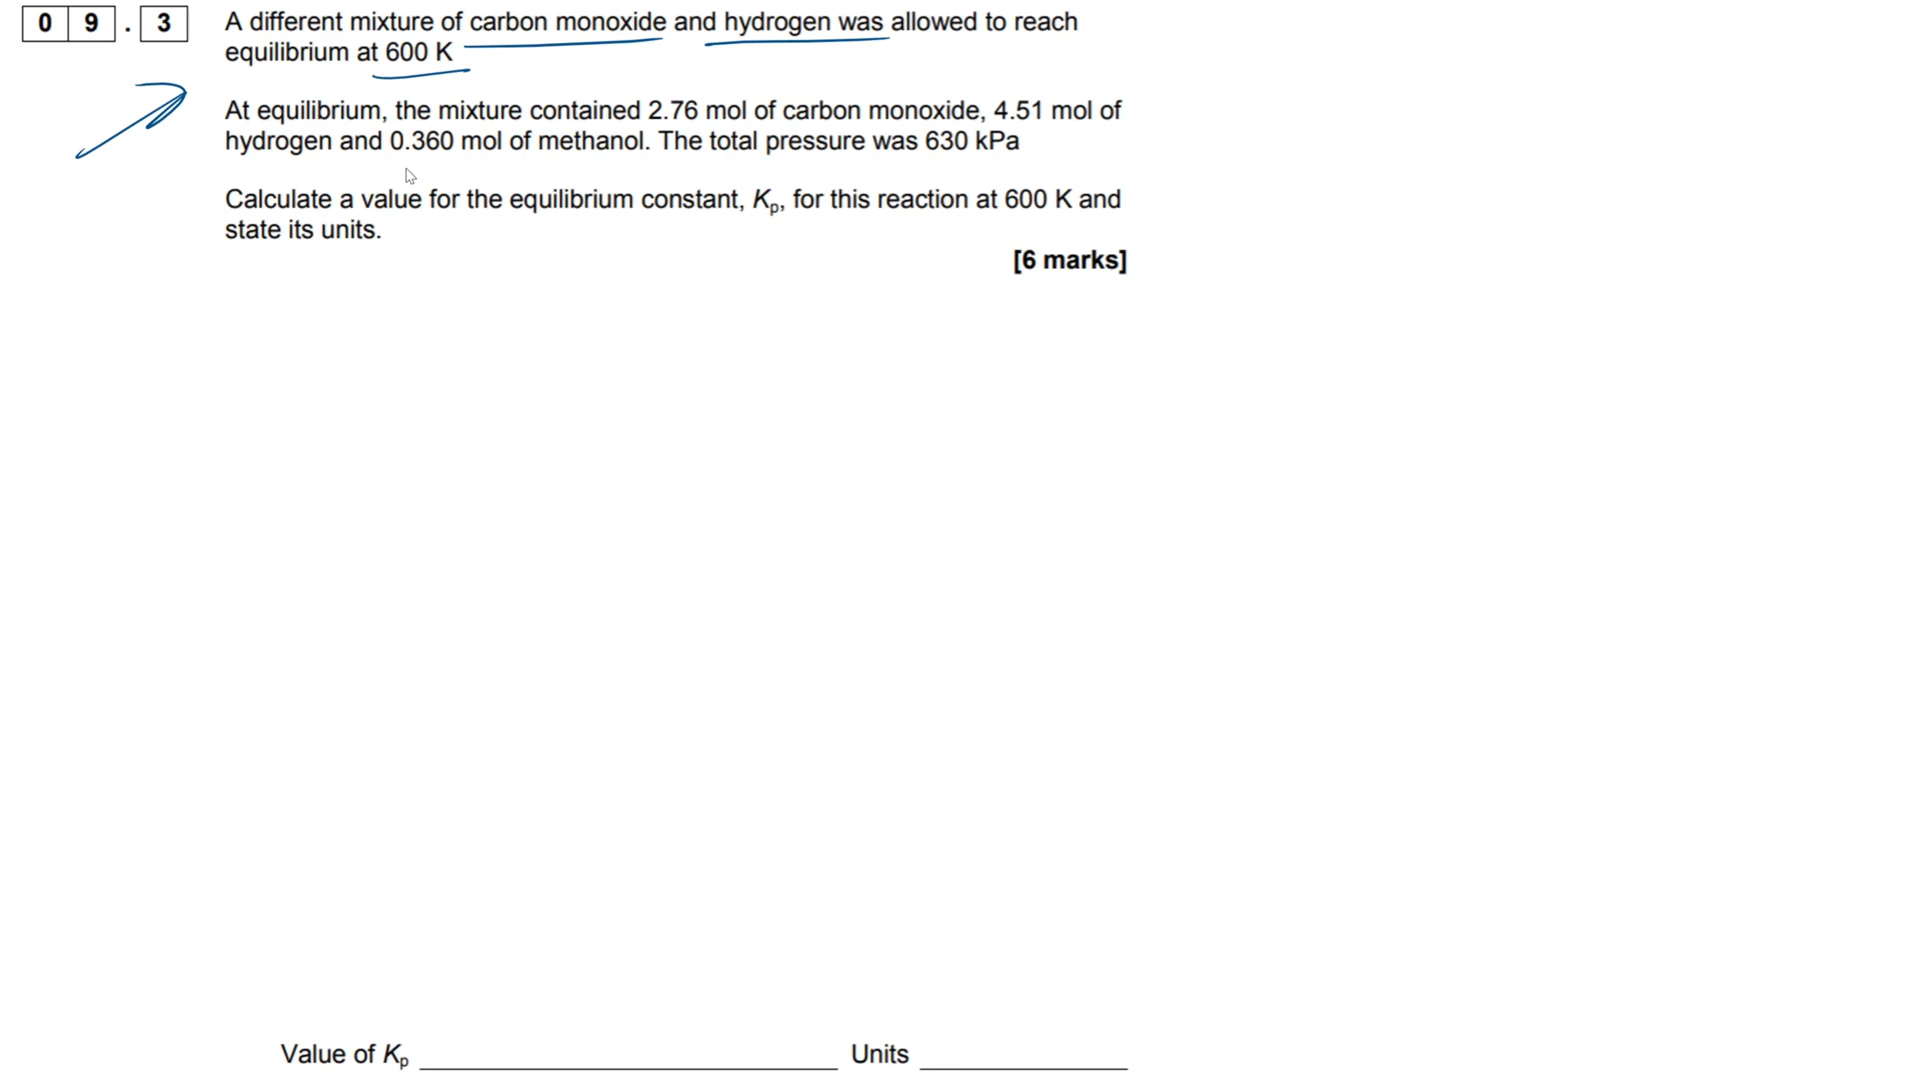 09.3 A different mixture of carbon monoxide and hydrogen was allowed to reach
equilibrium at 600 K
At equilibrium, the mixture contained 2.76 mol of carbon monoxide, 4.51 mol of
hydrogen and 0.360 mol of methanol. The total pressure was 630 kPa
Calculate a value for the equilibrium constant, Kp, for this reaction at 600 K and
state its units.
[6 marks]
Value of Kp Units